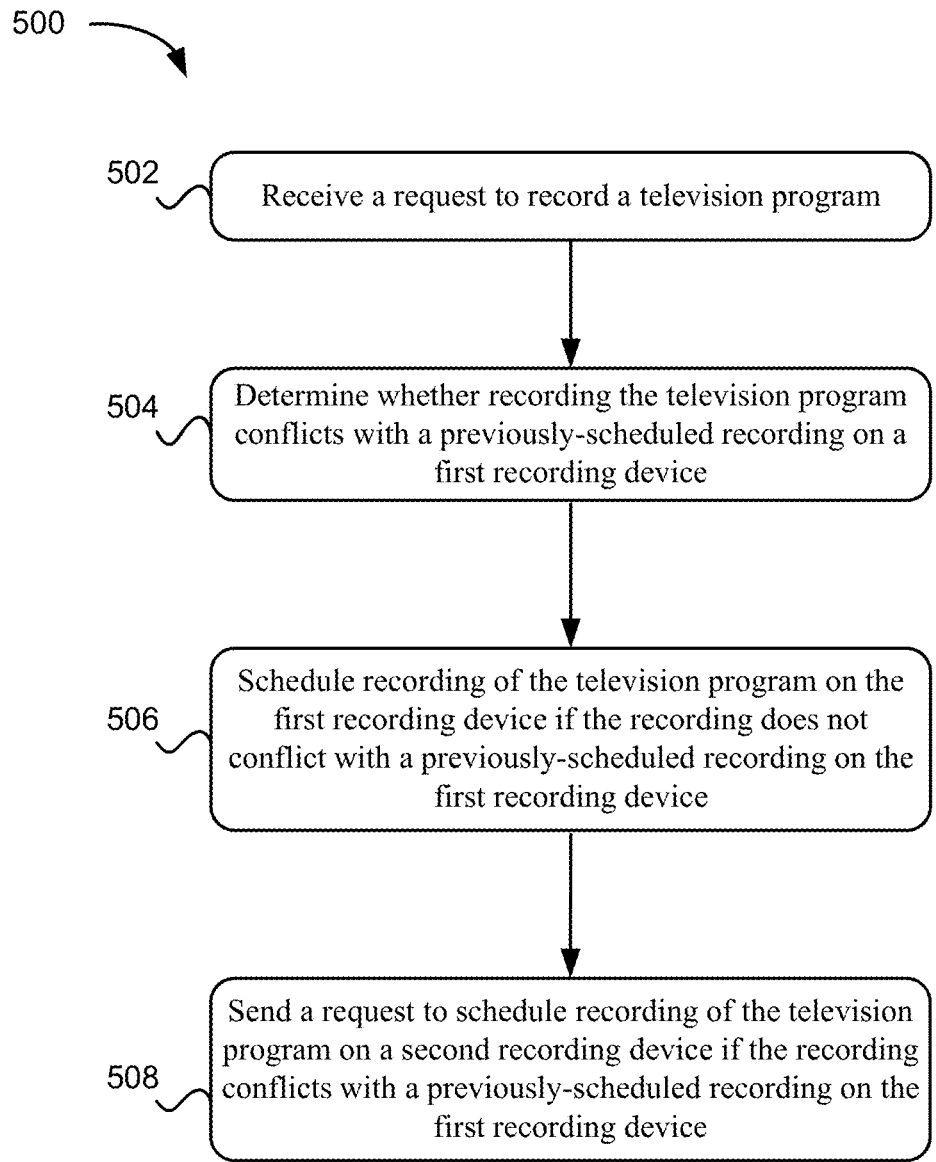 500
502
Receive a request to record a television program
504
Determine whether recording the television program
conflicts with a previously-scheduled recording on a
first recording device
506
Schedule recording of the television program on the
first recording device if the recording does not
conflict with a previously-scheduled recording on the
first recording device
508
Send a request to schedule recording of the television
program on a second recording device if the recording
conflicts with a previously-scheduled recording on the
first recording device